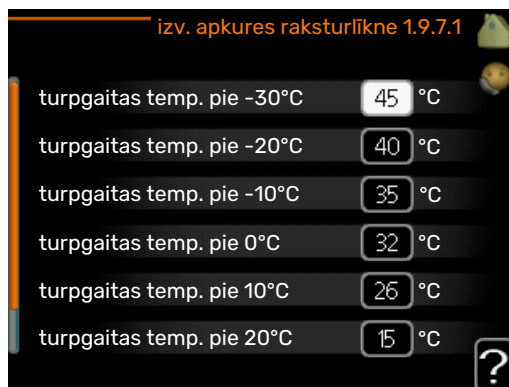 izv. apkures raksturlīkne 1.9.7.1
turpgaitas temp. pie -30°C 45 °C
turpgaitas temp. pie -20°C 40 °C
turpgaitas temp. pie -10°C 35 °C
turpgaitas temp. pie 0°C 32 °C
turpgaitas temp. pie 10°C 26 °C
turpgaitas temp. pie 20°C 15 °C
?